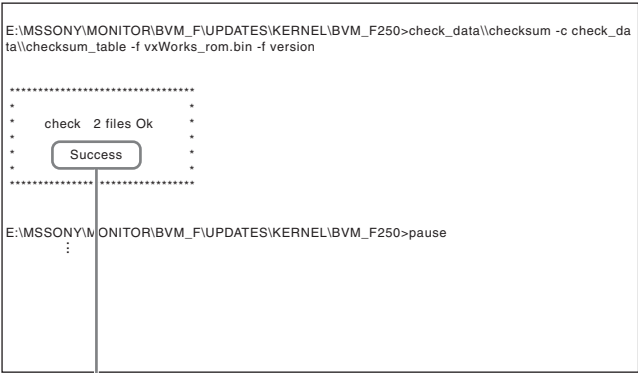 E:\MSSONY\MONITOR\BVM_F\UPDATES\KERNEL\BVM_F250>check_data\\checksum -c check_da
ta\\checksum_table -f vxWorks_rom.bin -f version
*********************************
* *
* check 2 files Ok *
* *
* Success *
* *
*********************************
E:\MSSONY\MONITOR\BVM_F\UPDATES\KERNEL\BVM_F250>pause
⋮